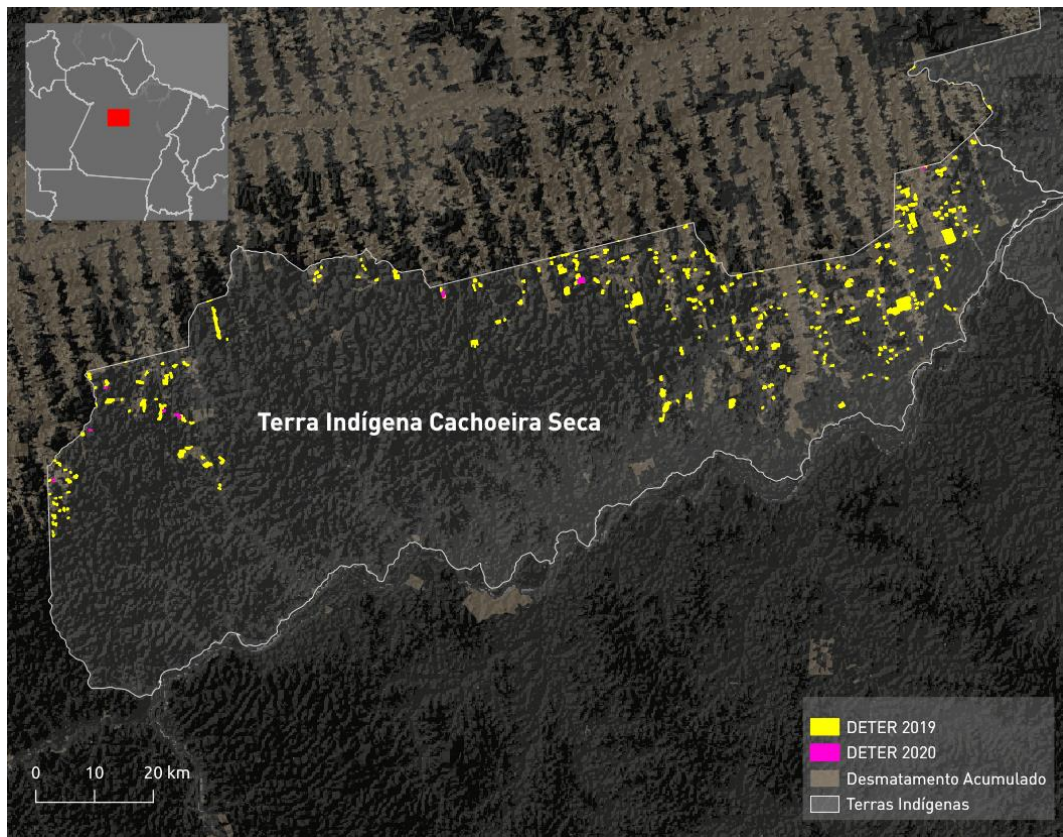 Terra Indígena Cachoeira Seca
DETER 2019
DETER 2020
Desmatamento Acumulado
Terras Indígenas
0 10 20 km